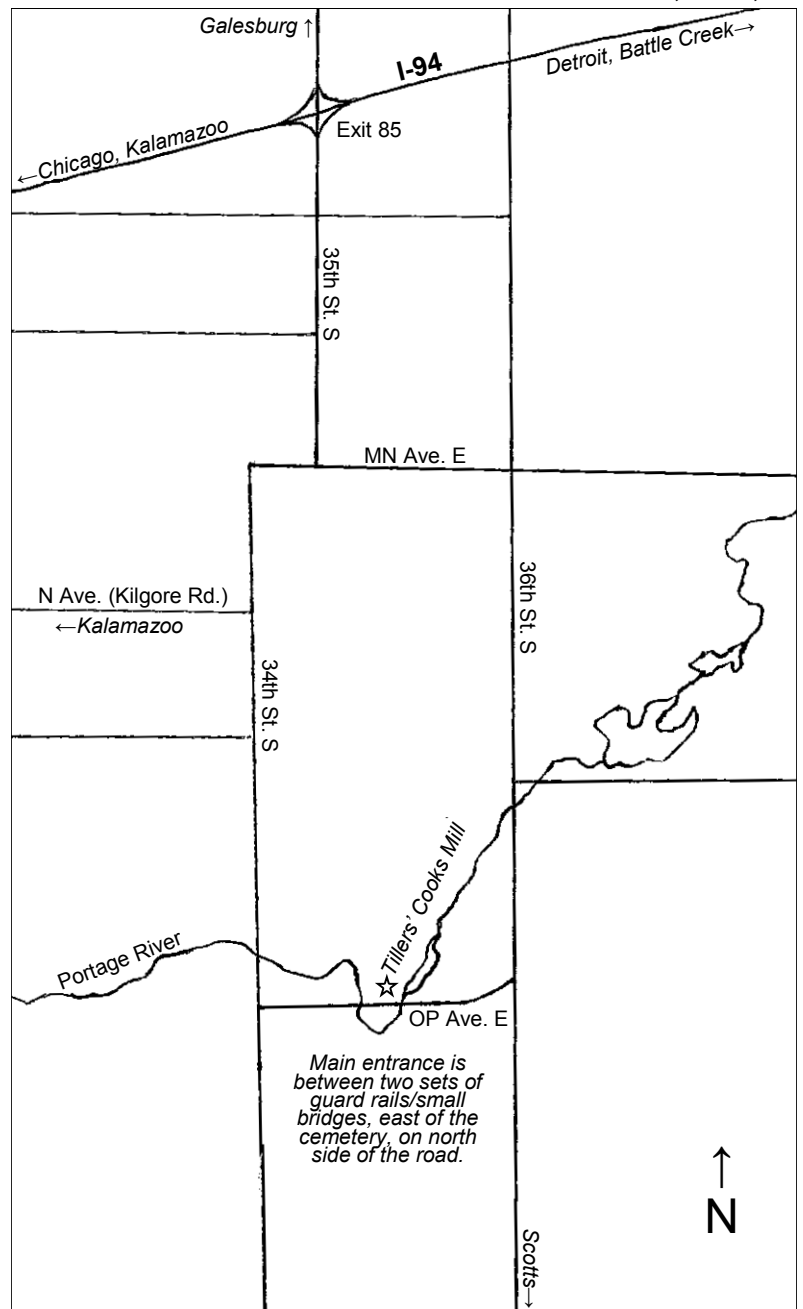 Galesburg ↑
I-94
Detroit, Battle Creek→
Exit 85
←Chicago, Kalamazoo
35th St. S
MN Ave. E
N Ave. (Kilgore Rd.)
←Kalamazoo
36th St. S
34th St. S
Tillers' Cooks Mill
Portage River
☆
OP Ave. E
Main entrance is
between two sets of
guard rails/small
bridges, east of the
cemetery, on north
side of the road.
↑
N
Scotts→